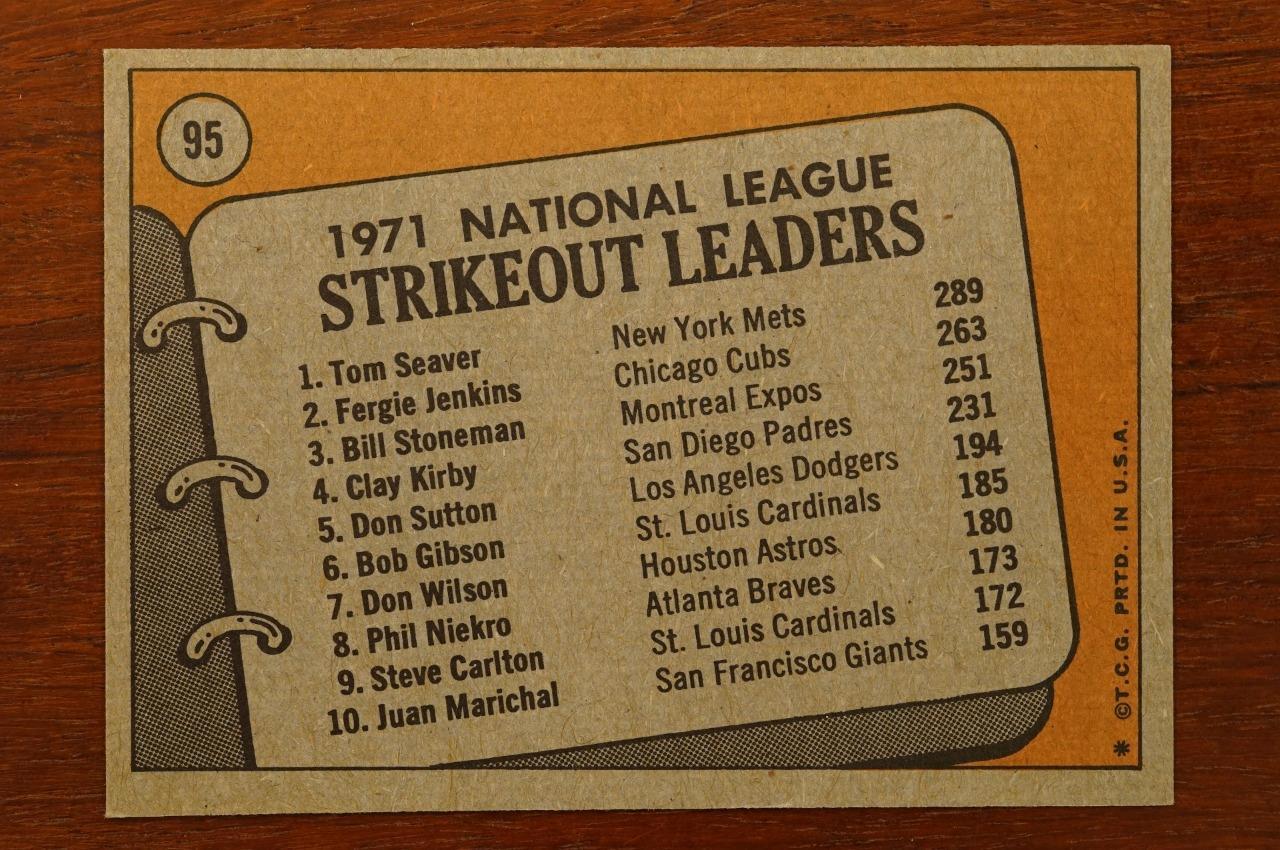 95
1971 NATIONAL LEAGUE
STRIKEOUT LEADERS
1. Tom Seaver New York Mets 289
2. Fergie Jenkins Chicago Cubs 263
3. Bill Stoneman Montreal Expos 251
4. Clay Kirby San Diego Padres 231
5. Don Sutton Los Angeles Dodgers 194
6. Bob Gibson St. Louis Cardinals 185
7. Don Wilson Houston Astros 180
8. Phil Niekro Atlanta Braves 173
9. Steve Carlton St. Louis Cardinals 172
10. Juan Marichal San Francisco Giants 159
* ©T.C.G. PRTD. IN U.S.A.